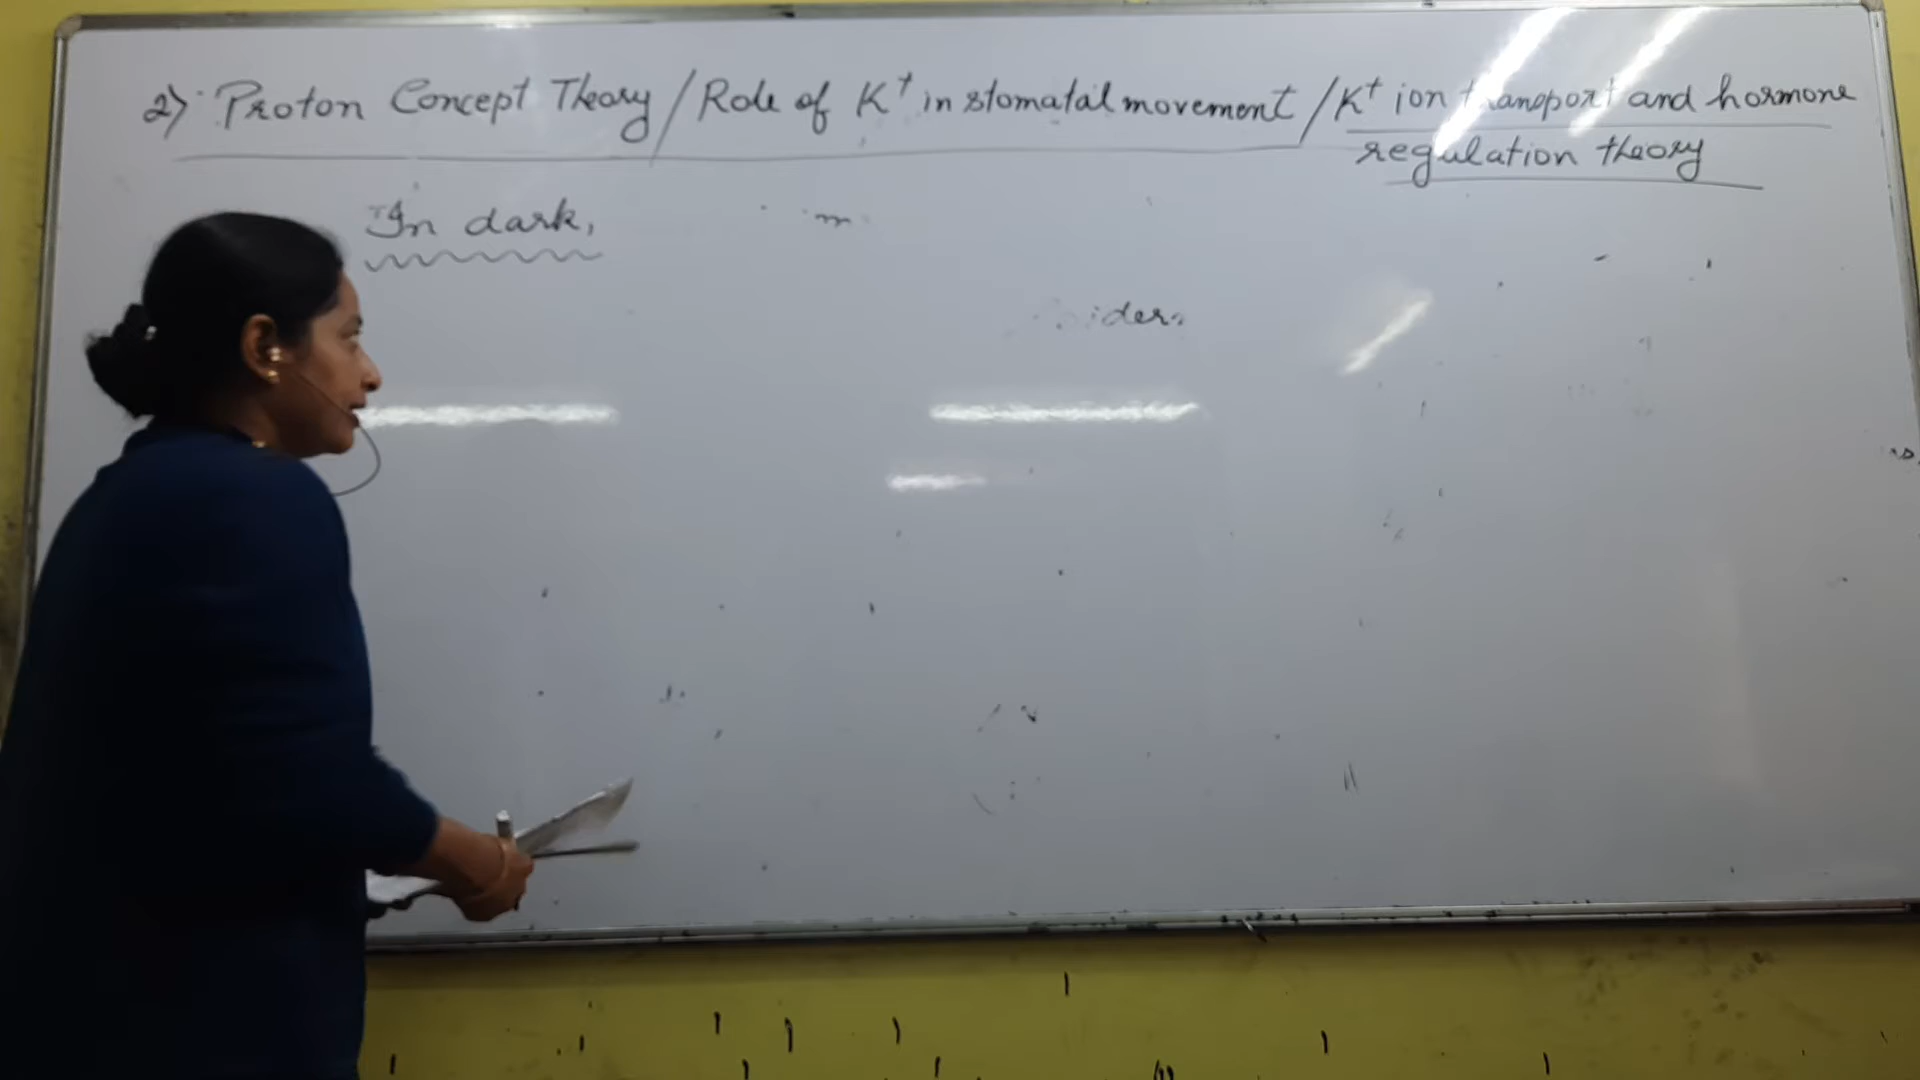 2) Proton Concept Theory / Role of K⁺ in stomatal movement / K⁺ ion transport and hormone
regulation theory
In dark,